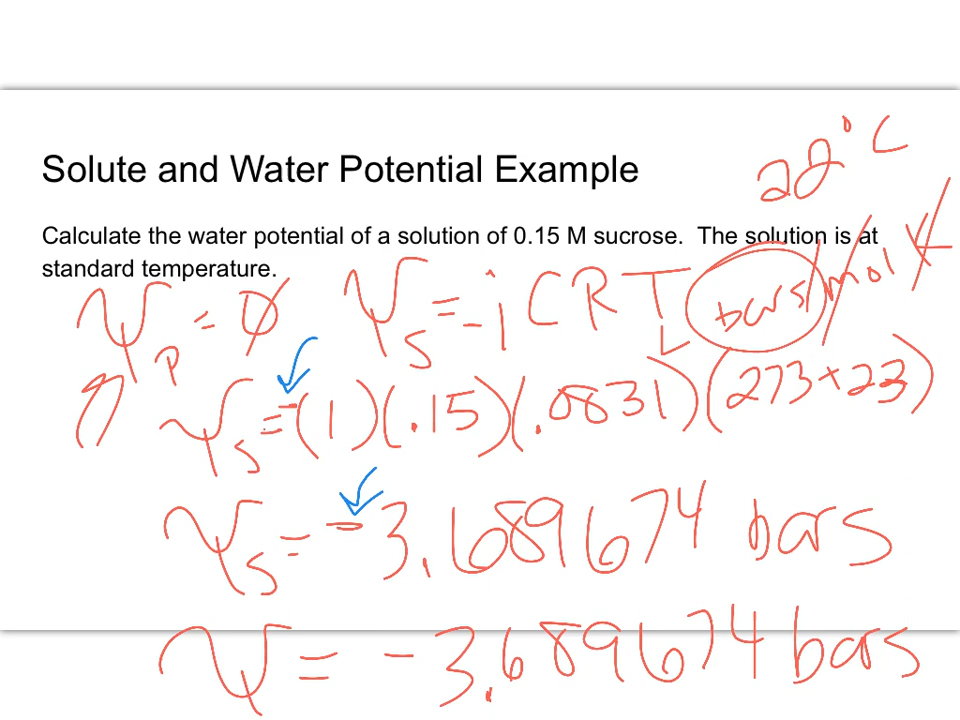 22°C
Solute and Water Potential Example
Calculate the water potential of a solution of 0.15 M sucrose. The solution is at
standard temperature.
Ψp = 0 Ψs = -iCRT bars/mol K
Ψs = -(1)(.15)(.0831)(273+23)
Ψs = -3.689674 bars
Ψ = -3.689674 bars